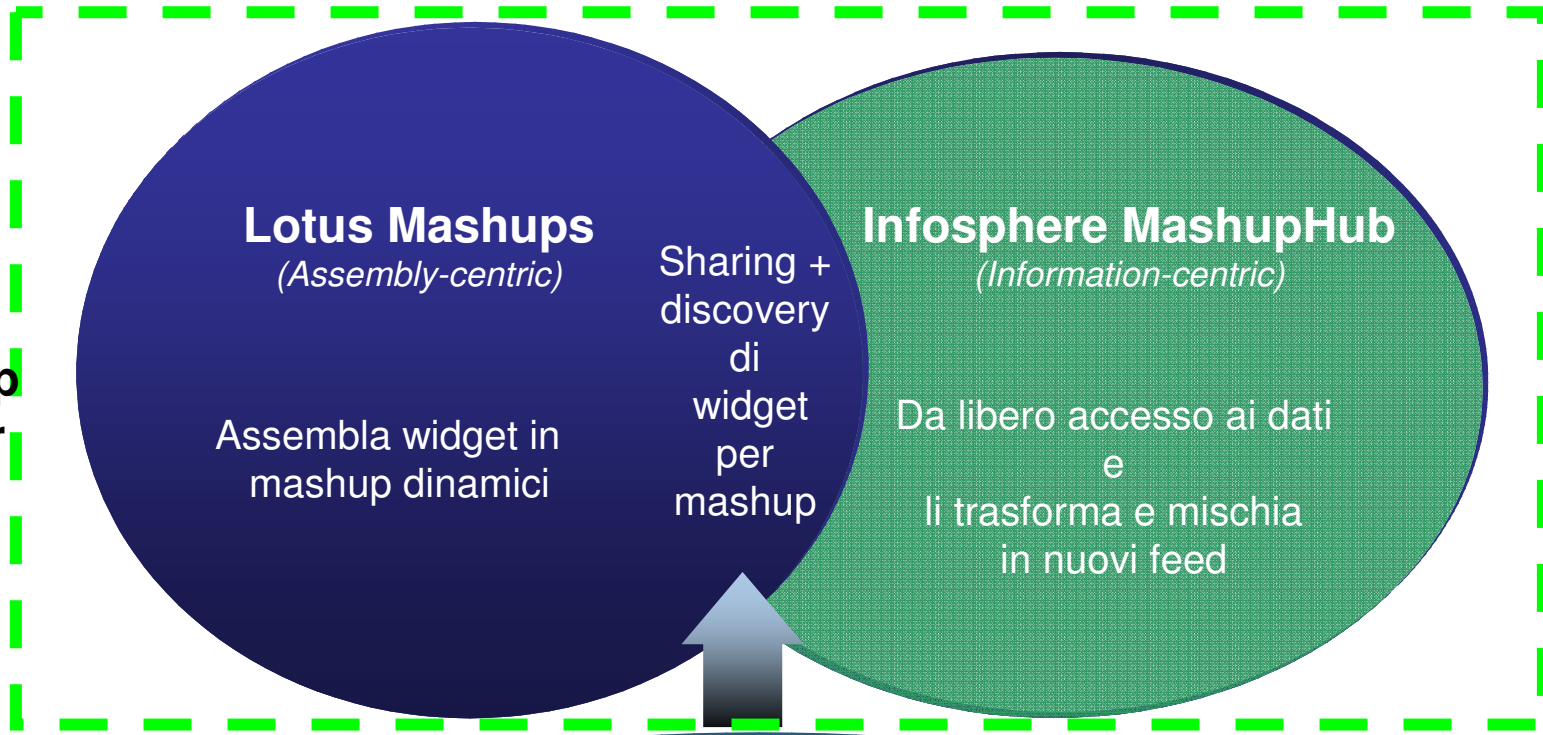 Lotus Mashups
(Assembly-centric)
Assembla widget in
mashup dinamici
Sharing +
discovery
di
widget
per
mashup
Infosphere MashupHub
(Information-centric)
Da libero accesso ai dati
e
li trasforma e mischia
in nuovi feed